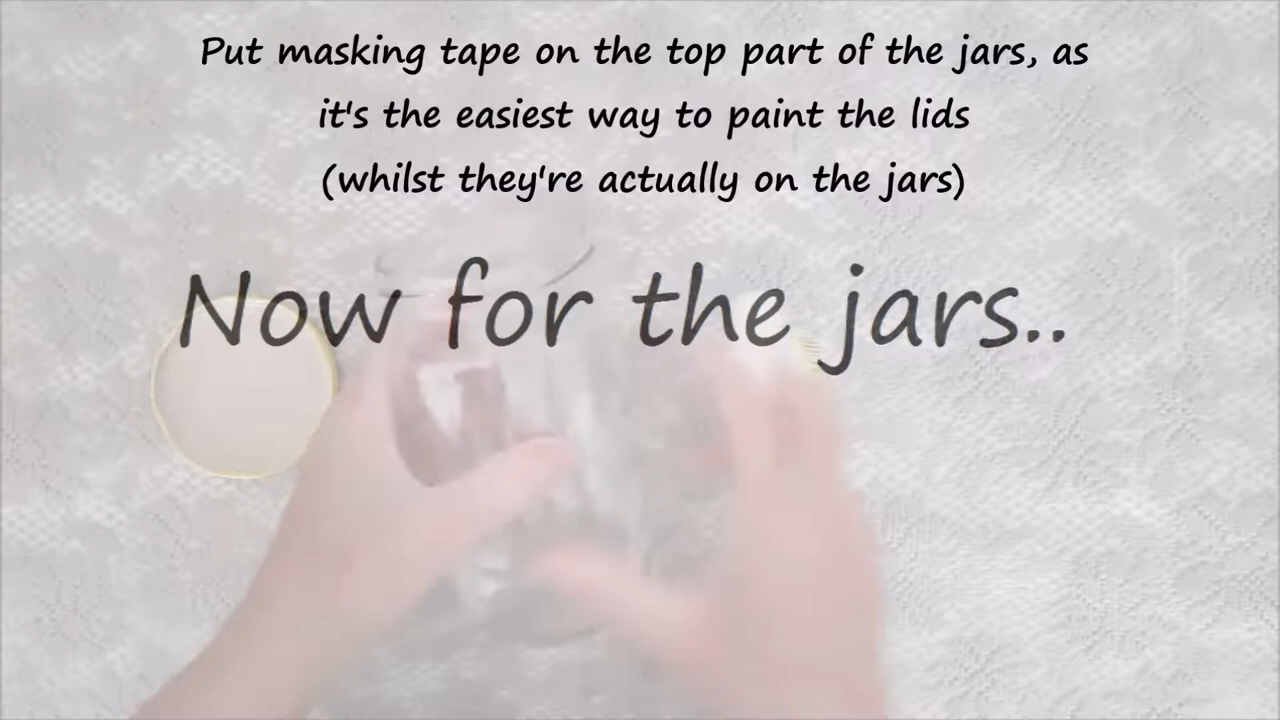 Put masking tape on the top part of the jars, as
it's the easiest way to paint the lids
(whilst they're actually on the jars)
Now for the jars..